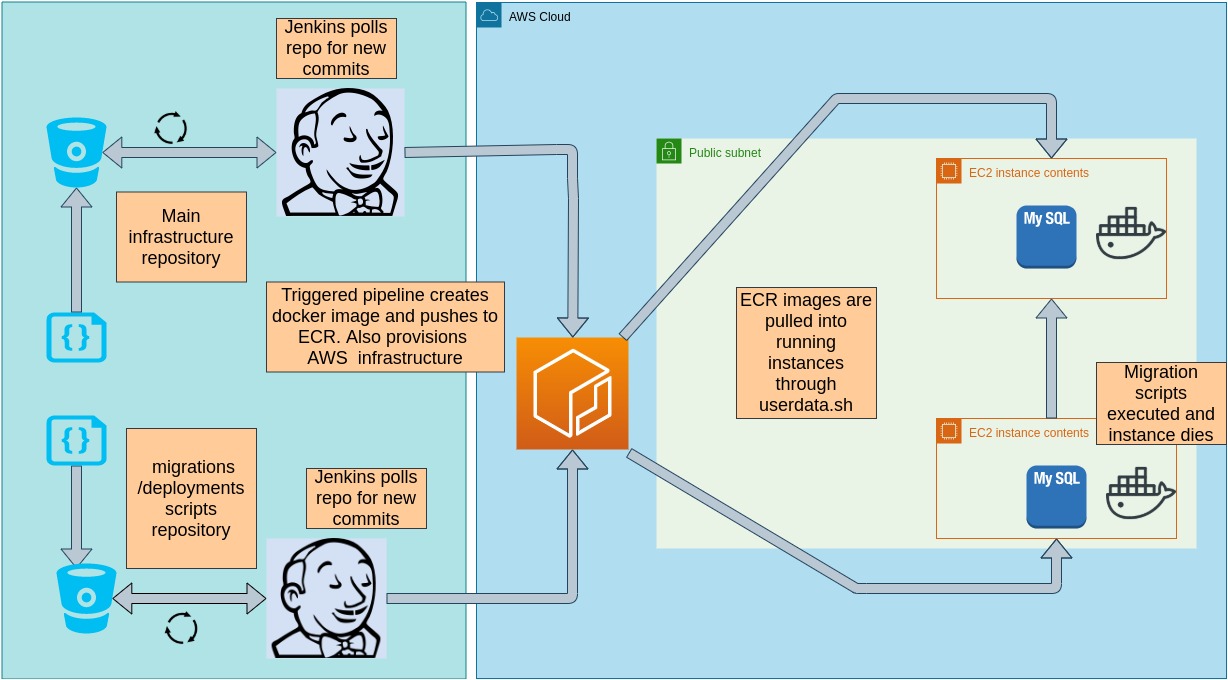 Jenkins polls
repo for new
commits
AWS Cloud
Public subnet
EC2 instance contents
My SQL
Main
infrastructure
repository
Triggered pipeline creates
docker image and pushes to
ECR. Also provisions
AWS  infrastructure
{}
ECR images are
pulled into
running
instances
through
userdata.sh
Migration
scripts
executed and
instance dies
{}
EC2 instance contents
My SQL
migrations
/deployments
scripts
repository
Jenkins polls
repo for new
commits